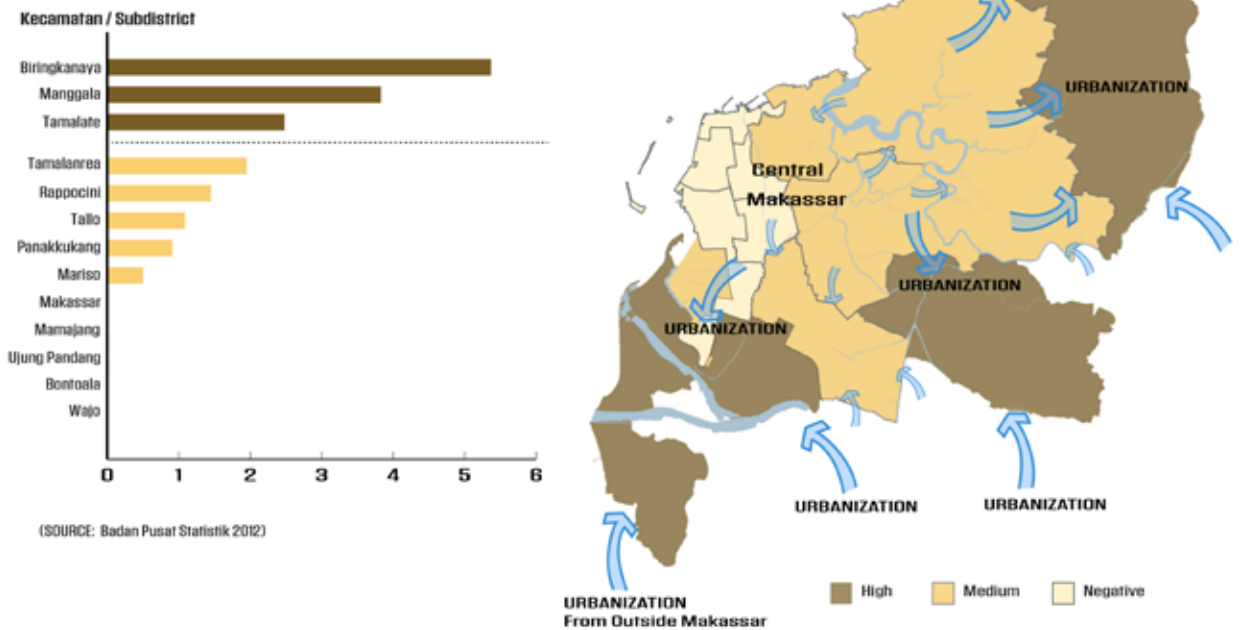 Kecamatan / Subdistrict
Biringkanaya
Manggala
Tamalate
Tamalanrea
Rappocini
Tallo
Panakkukang
Mariso
Makassar
Mamajang
Ujung Pandang
Bontoala
Wajo
0 1 2 3 4 5 6
(SOURCE: Badan Pusat Statistik 2012)
URBANIZATION
Central
Makassar
URBANIZATION
URBANIZATION
URBANIZATION
URBANIZATION
URBANIZATION
From Outside Makassar
High
Medium
Negative